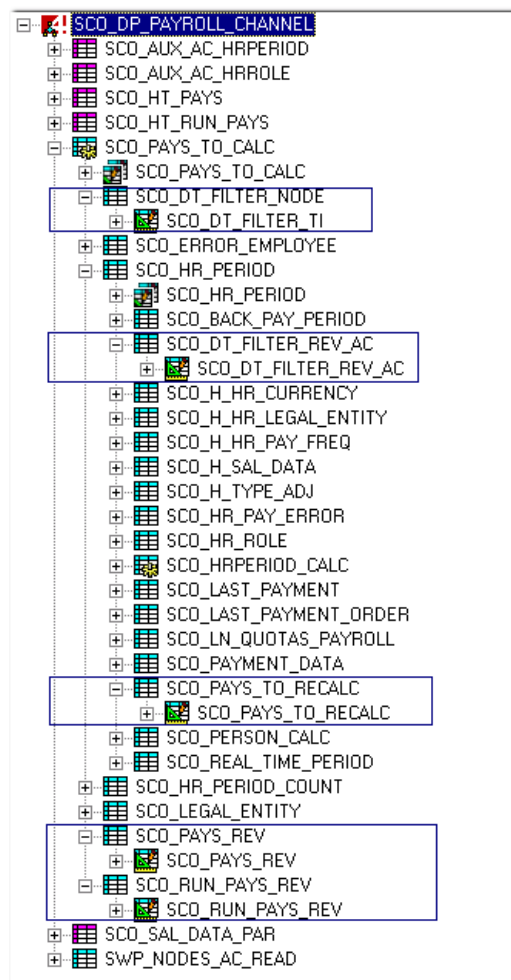 SCO_DP_PAYROLL_CHANNEL
SCO_AUX_AC_HRPERIOD
SCO_AUX_AC_HRROLE
SCO_HT_PAYS
SCO_HT_RUN_PAYS
SCO_PAYS_TO_CALC
SCO_PAYS_TO_CALC
SCO_DT_FILTER_NODE
SCO_DT_FILTER_TI
SCO_ERROR_EMPLOYEE
SCO_HR_PERIOD
SCO_HR_PERIOD
SCO_BACK_PAY_PERIOD
SCO_DT_FILTER_REV_AC
SCO_DT_FILTER_REV_AC
SCO_H_HR_CURRENCY
SCO_H_HR_LEGAL_ENTITY
SCO_H_HR_PAY_FREQ
SCO_H_SAL_DATA
SCO_H_TYPE_ADJ
SCO_HR_PAY_ERROR
SCO_HR_ROLE
SCO_HRPERIOD_CALC
SCO_LAST_PAYMENT
SCO_LAST_PAYMENT_ORDER
SCO_LN_QUOTAS_PAYROLL
SCO_PAYMENT_DATA
SCO_PAYS_TO_RECALC
SCO_PAYS_TO_RECALC
SCO_PERSON_CALC
SCO_REAL_TIME_PERIOD
SCO_HR_PERIOD_COUNT
SCO_LEGAL_ENTITY
SCO_PAYS_REV
SCO_PAYS_REV
SCO_RUN_PAYS_REV
SCO_RUN_PAYS_REV
SCO_SAL_DATA_PAR
SWP_NODES_AC_READ